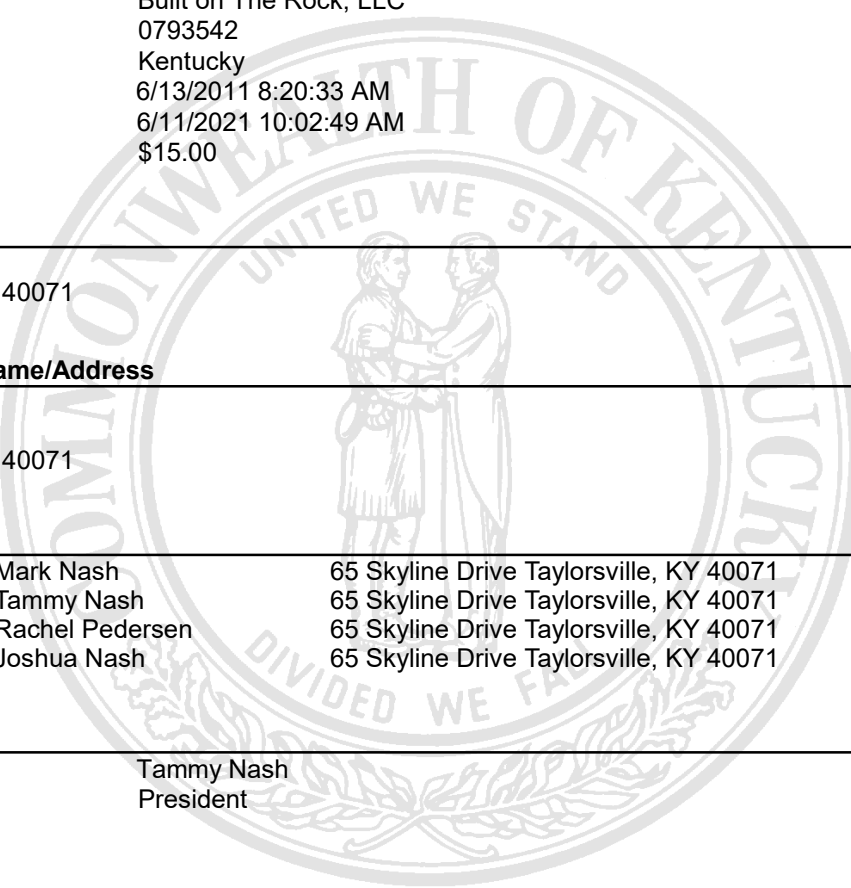 Built on The Rock, LLC
0793542
Kentucky
6/13/2011 8:20:33 AM
6/11/2021 10:02:49 AM
$15.00
COMMONWEALTH OF KENTUCKY
UNITED WE STAND
40071
ame/Address
40071
Mark Nash 65 Skyline Drive Taylorsville, KY 40071
Tammy Nash 65 Skyline Drive Taylorsville, KY 40071
Rachel Pedersen 65 Skyline Drive Taylorsville, KY 40071
Joshua Nash 65 Skyline Drive Taylorsville, KY 40071
DIVIDED WE FALL
Tammy Nash
President